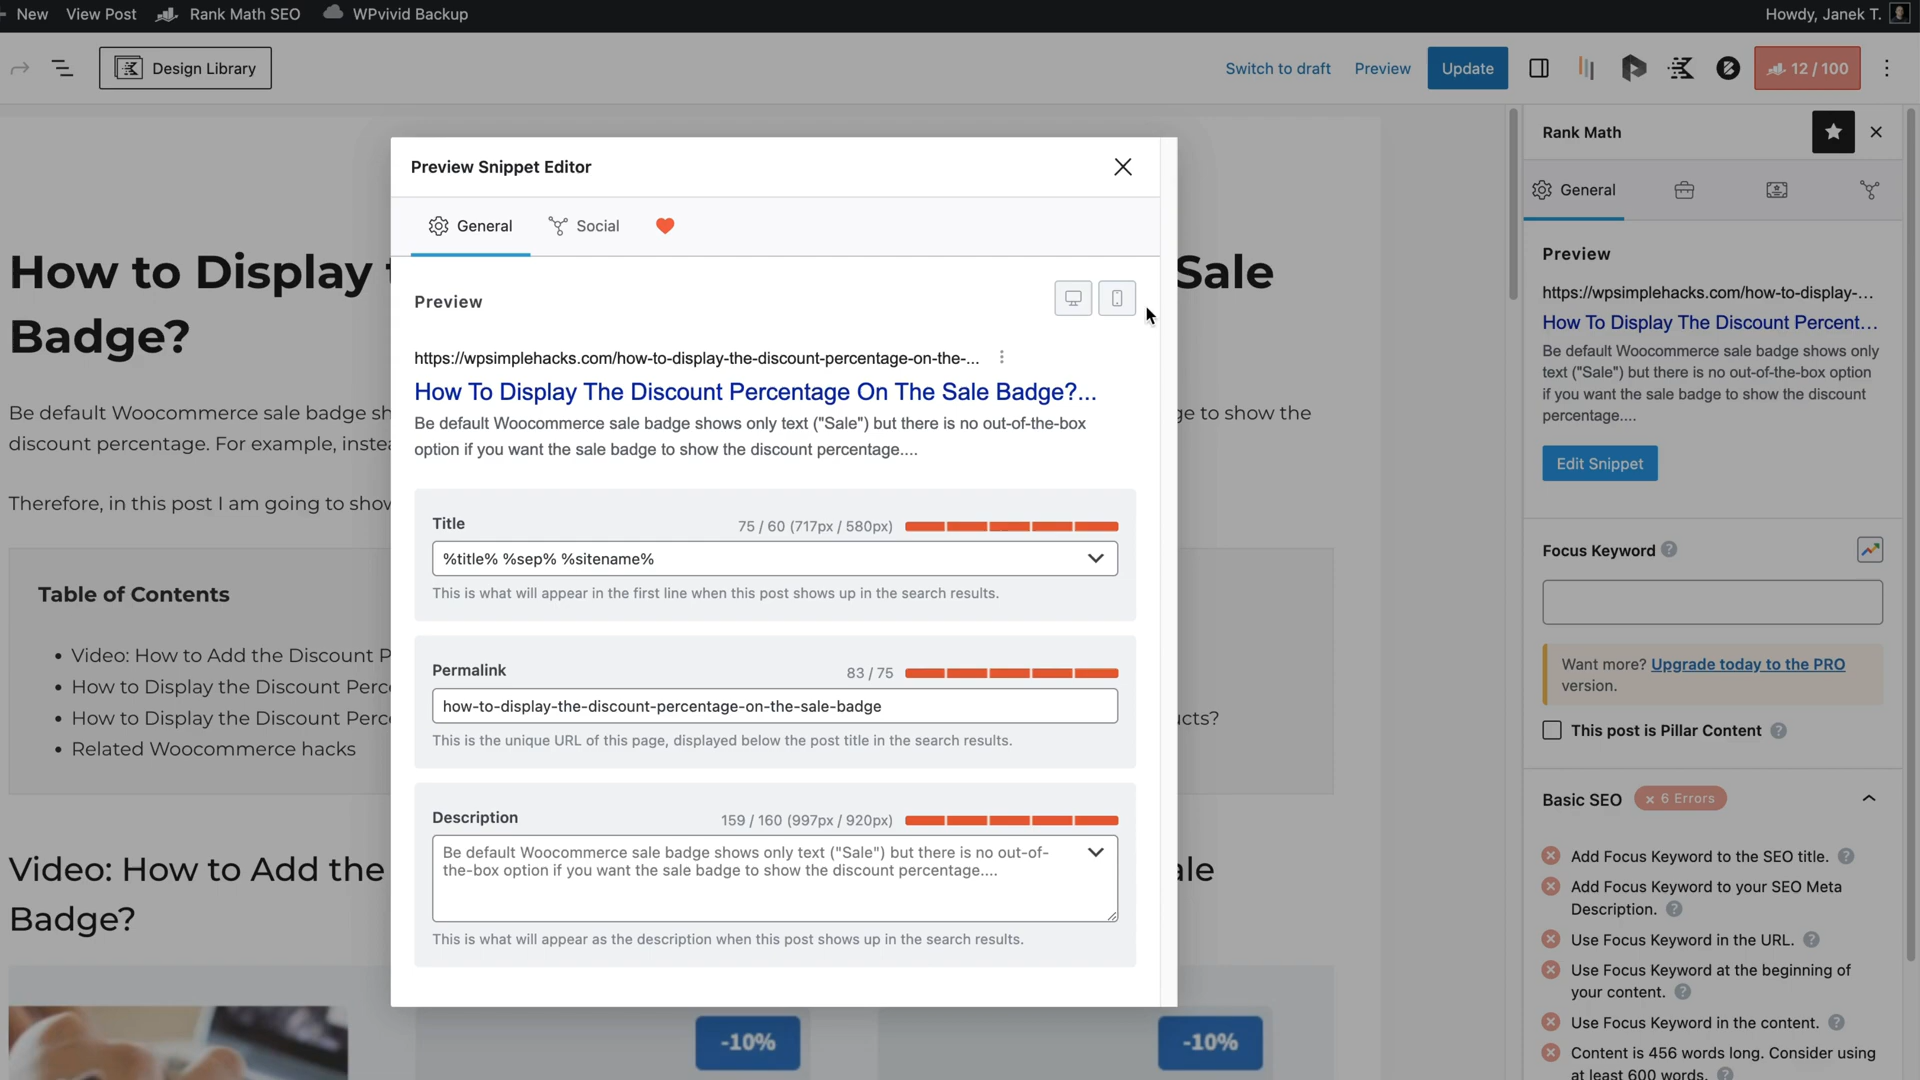 New View Post Rank Math SEO WPvivid Backup Howdy, Janek T.
Design Library Switch to draft Preview Update 12 / 100
How to Display t
Sale
Badge?
Be default Woocommerce sale badge sh
ge to show the
discount percentage. For example, instea
Therefore, in this post I am going to show
Table of Contents
• Video: How to Add the Discount P
• How to Display the Discount Perce
• How to Display the Discount Perce
ucts?
• Related Woocommerce hacks
Video: How to Add the
ale
Badge?
-10%
-10%
Preview Snippet Editor
General Social
Preview
https://wpsimplehacks.com/how-to-display-the-discount-percentage-on-the-...
How To Display The Discount Percentage On The Sale Badge?...
Be default Woocommerce sale badge shows only text ("Sale") but there is no out-of-the-box
option if you want the sale badge to show the discount percentage....
Title 75 / 60 (717px / 580px)
%title% %sep% %sitename%
This is what will appear in the first line when this post shows up in the search results.
Permalink 83 / 75
how-to-display-the-discount-percentage-on-the-sale-badge
This is the unique URL of this page, displayed below the post title in the search results.
Description 159 / 160 (997px / 920px)
Be default Woocommerce sale badge shows only text ("Sale") but there is no out-of-
the-box option if you want the sale badge to show the discount percentage....
This is what will appear as the description when this post shows up in the search results.
Rank Math
General
Preview
https://wpsimplehacks.com/how-to-display-...
How To Display The Discount Percent...
Be default Woocommerce sale badge shows only
text ("Sale") but there is no out-of-the-box option
if you want the sale badge to show the discount
percentage....
Edit Snippet
Focus Keyword ?
Want more? Upgrade today to the PRO
version.
This post is Pillar Content ?
Basic SEO × 6 Errors
Add Focus Keyword to the SEO title. ?
Add Focus Keyword to your SEO Meta
Description. ?
Use Focus Keyword in the URL. ?
Use Focus Keyword at the beginning of
your content. ?
Use Focus Keyword in the content. ?
Content is 456 words long. Consider using
at least 600 words. ?